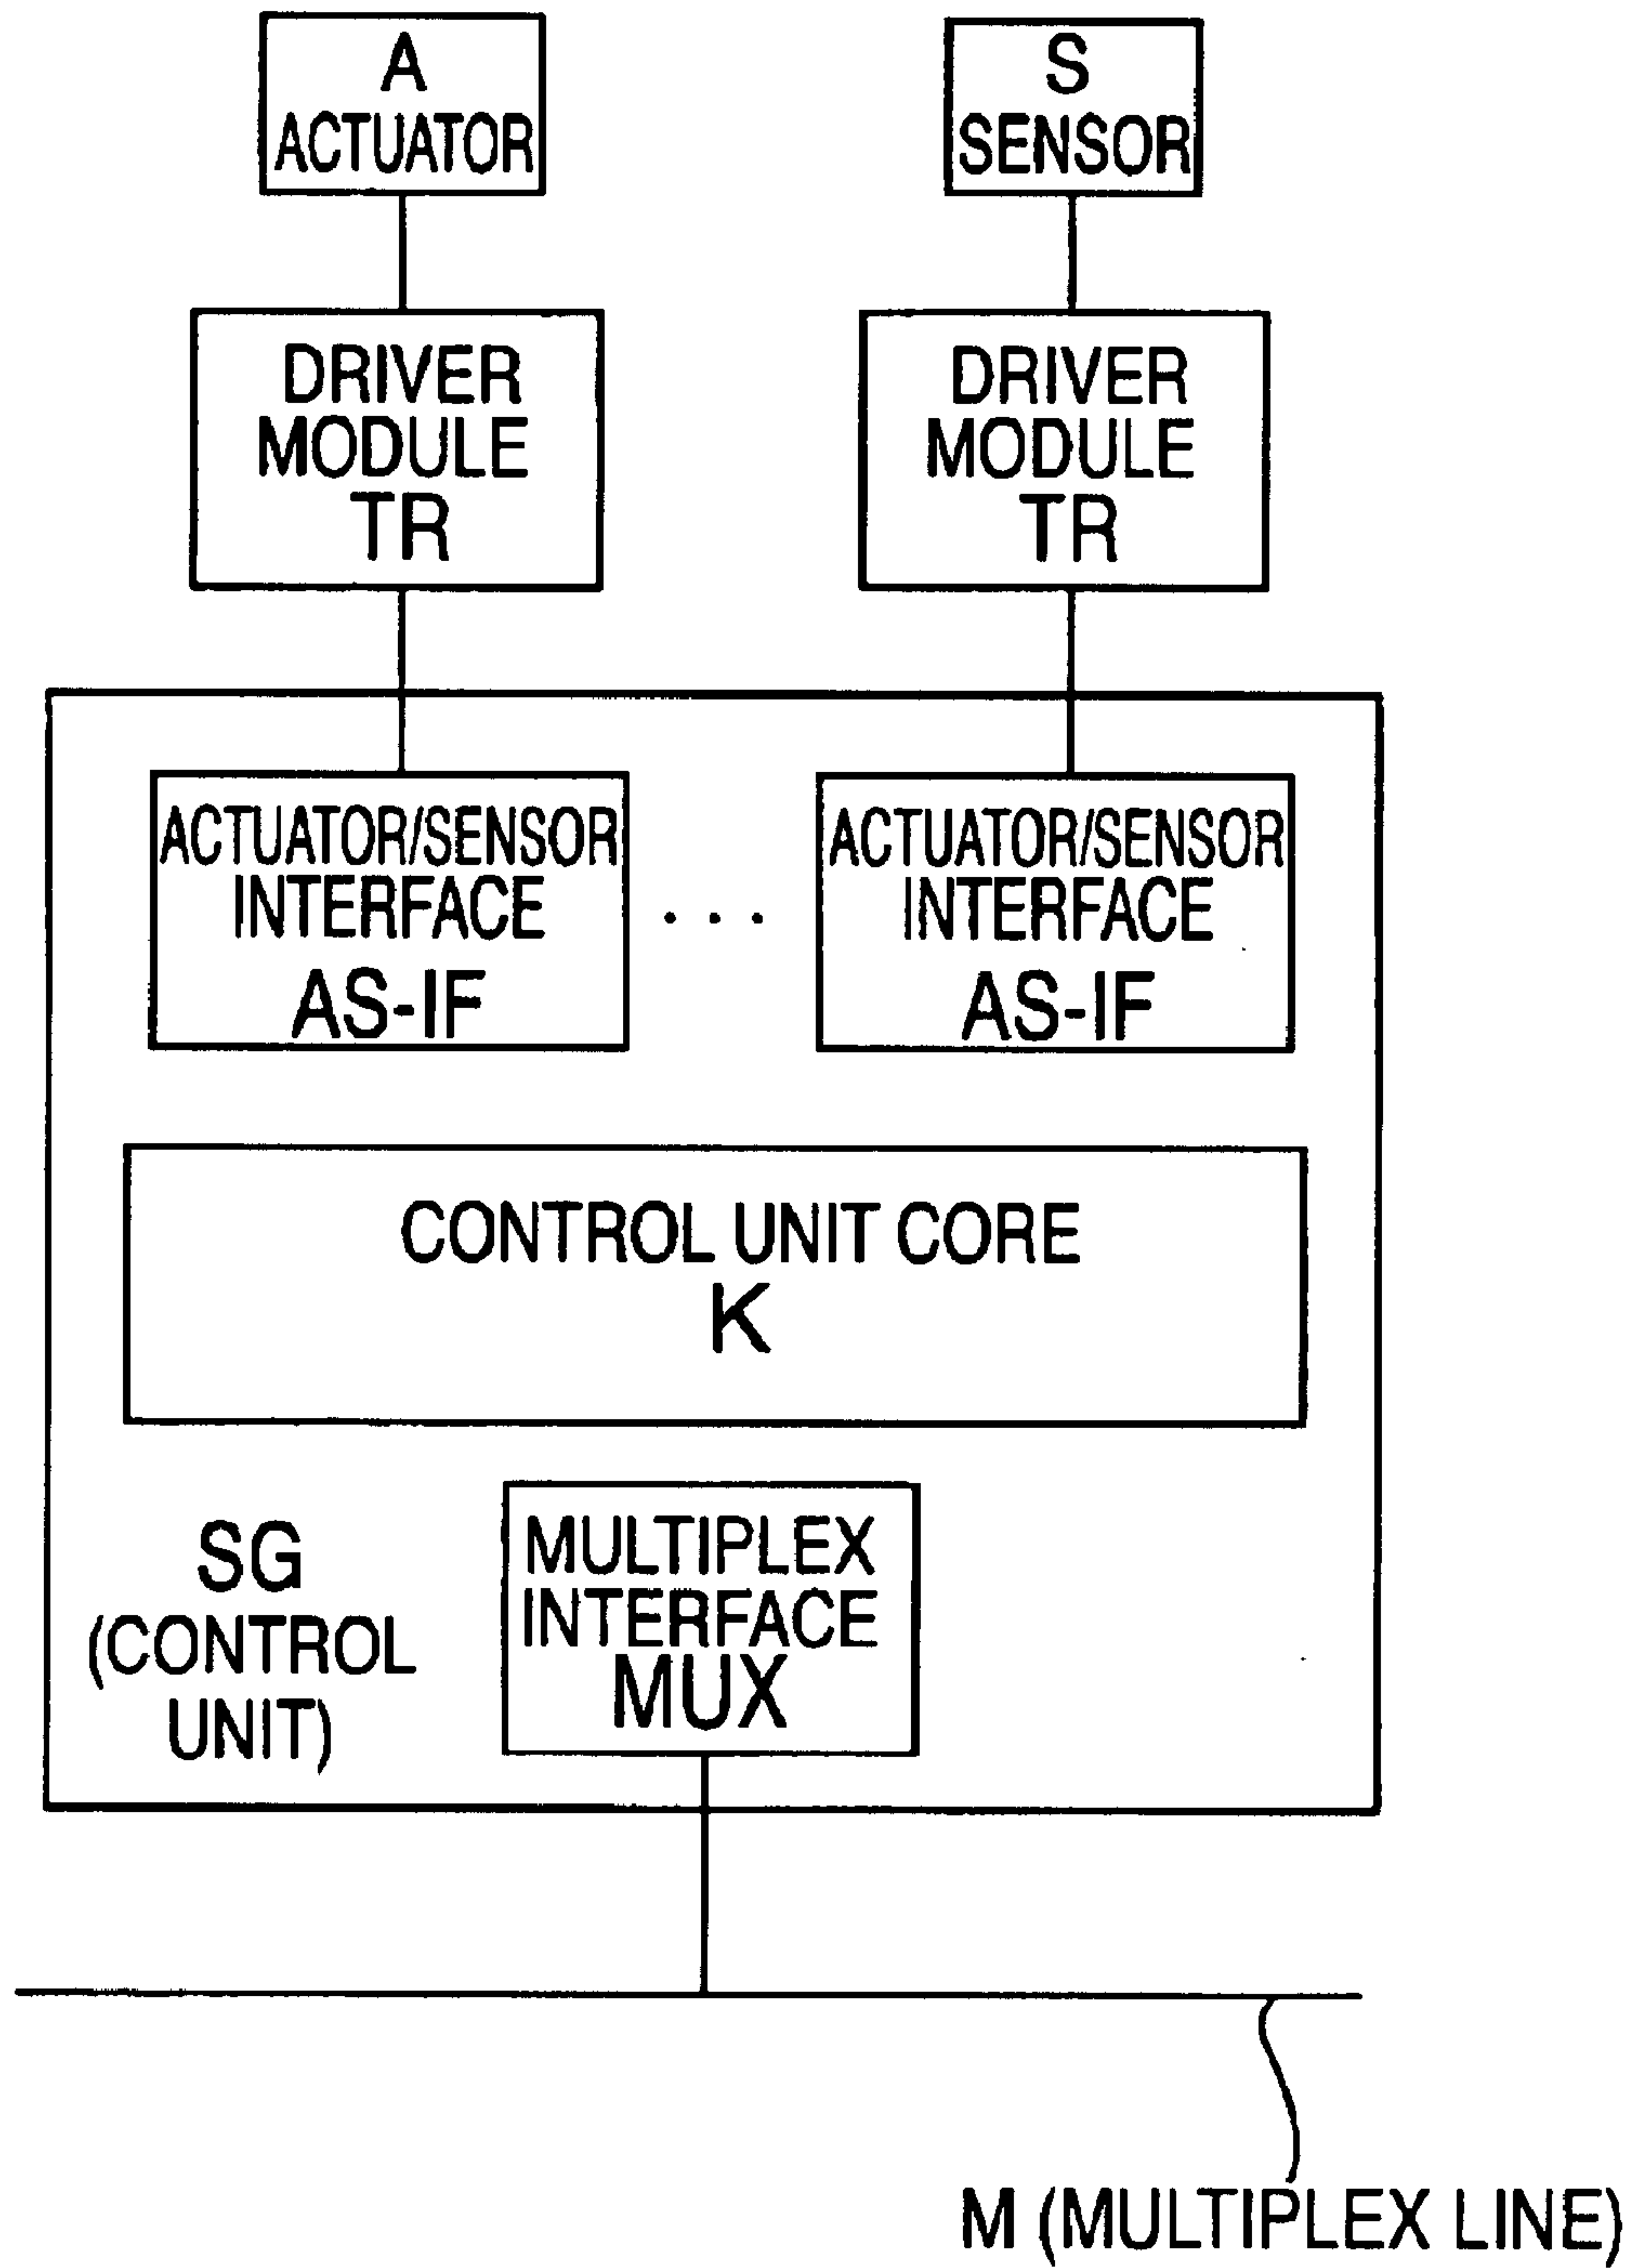 A
ACTUATOR
S
SENSOR
DRIVER
MODULE
TR
DRIVER
MODULE
TR
ACTUATOR/SENSOR
INTERFACE
AS-IF
. . .
ACTUATOR/SENSOR
INTERFACE
AS-IF
CONTROL UNIT CORE
K
SG
(CONTROL
UNIT)
MULTIPLEX
INTERFACE
MUX
M (MULTIPLEX LINE)